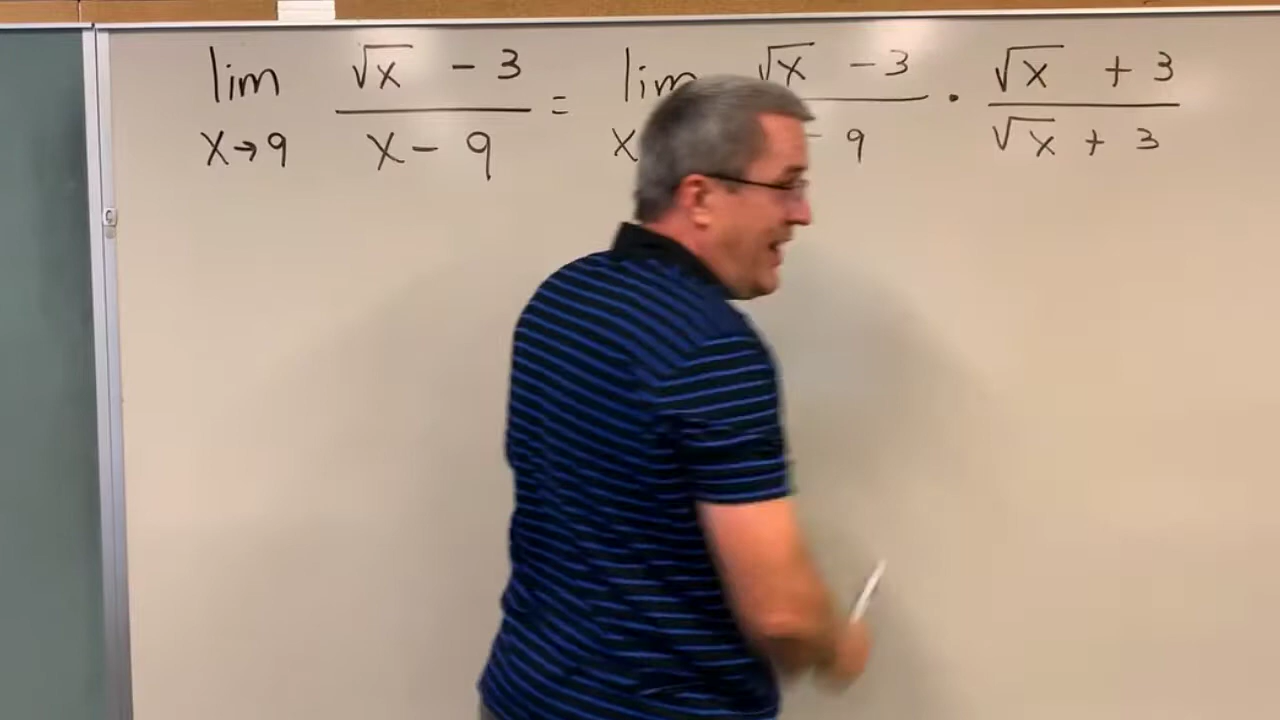 lim √x - 3 = lim √x - 3 · √x + 3
x→9 x - 9 x - 9 √x + 3